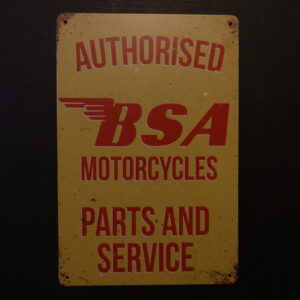 AUTHORISED
BSA
MOTORCYCLES
PARTS AND
SERVICE